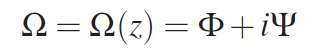 Ω = Ω(z) = Φ + iΨ